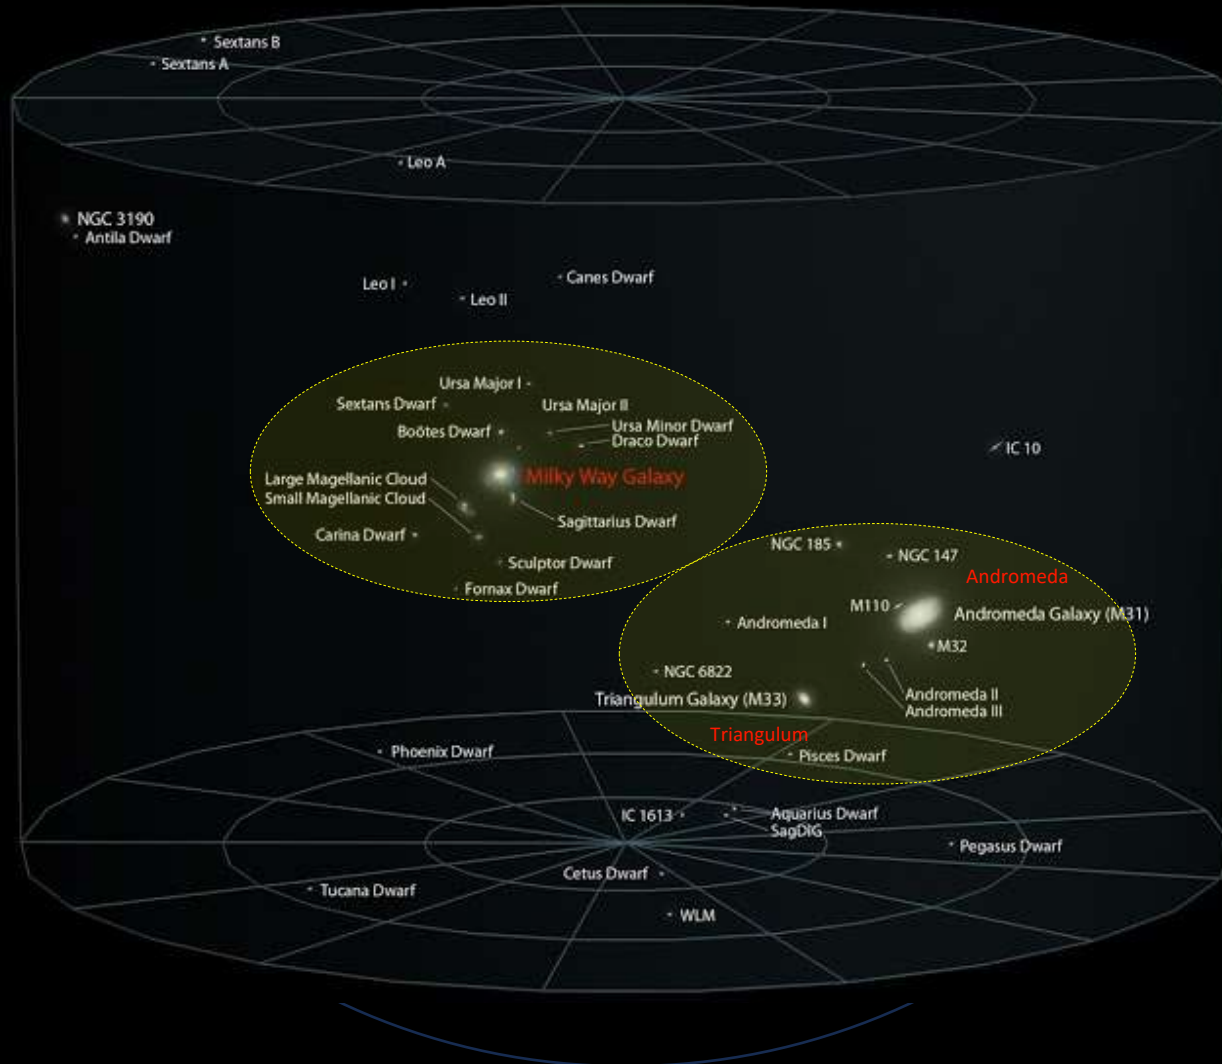 Sextans B
Sextans A
Leo A
NGC 3190
Antila Dwarf
Canes Dwarf
Leo I
Leo II
Ursa Major I
Sextans Dwarf
Ursa Major II
Boötes Dwarf
Ursa Minor Dwarf
Draco Dwarf
IC 10
Large Magellanic Cloud
Milky Way Galaxy
Small Magellanic Cloud
Sagittarius Dwarf
Carina Dwarf
NGC 185
NGC 147
Sculptor Dwarf
Andromeda
Fornax Dwarf
M110
Andromeda Galaxy (M31)
Andromeda I
M32
NGC 6822
Andromeda II
Triangulum Galaxy (M33)
Andromeda III
Triangulum
Phoenix Dwarf
Pisces Dwarf
IC 1613
Aquarius Dwarf
SagDIG
Pegasus Dwarf
Cetus Dwarf
Tucana Dwarf
WLM